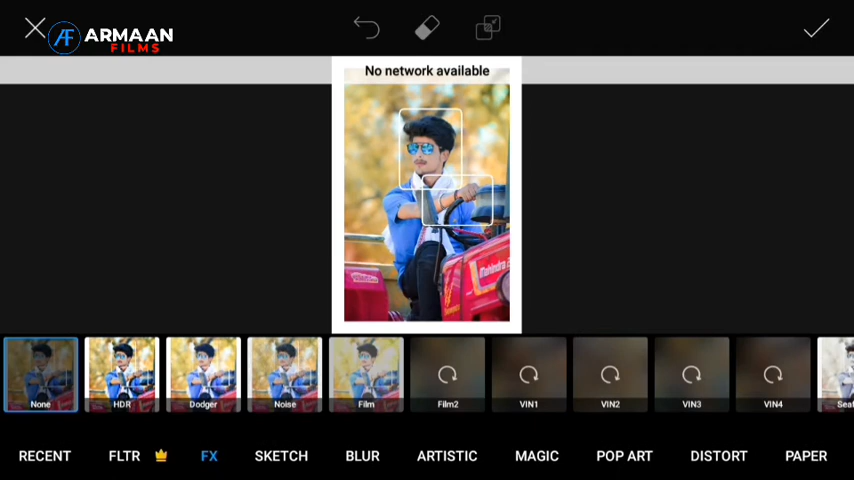 AF ARMAAN
FILMS
No network available
Mahindra
None
HDR
Dodger
Noise
Film
Film2
VIN1
VIN2
VIN3
VIN4
RECENT
FLTR
FX
SKETCH
BLUR
ARTISTIC
MAGIC
POP ART
DISTORT
PAPER